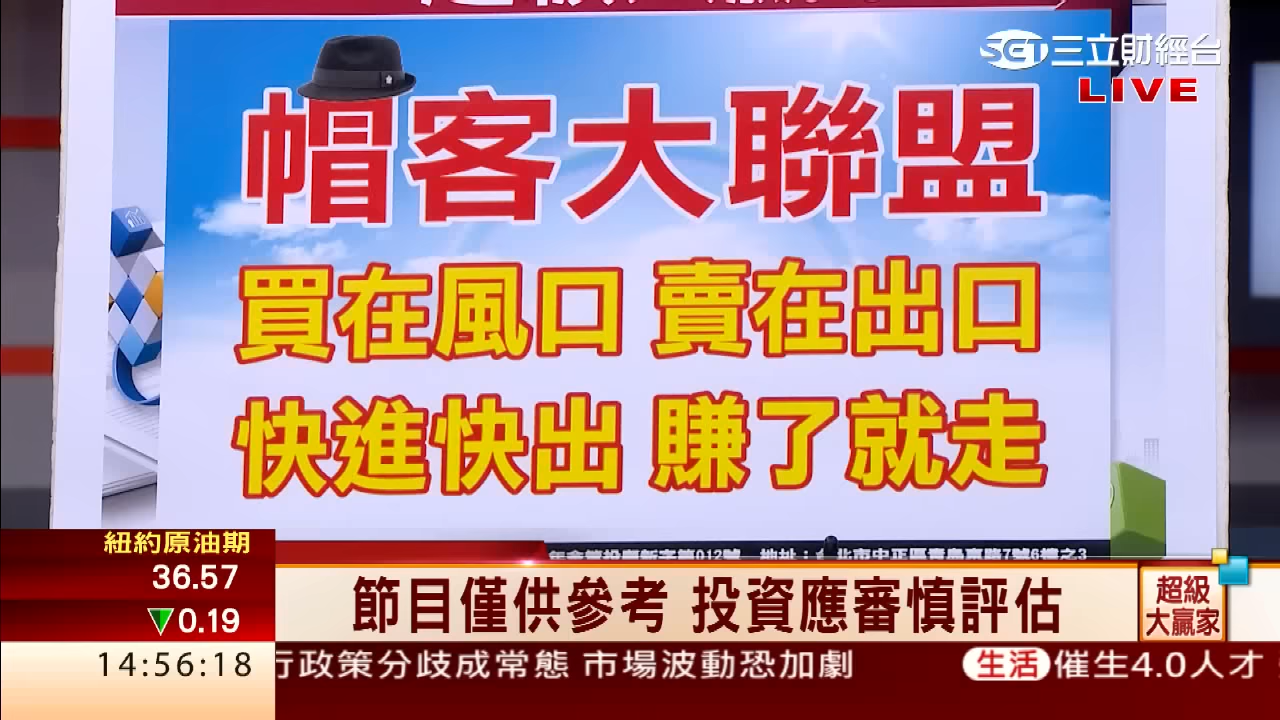 SGT三立財經台
LIVE
帽客大聯盟
買在風口 賣在出口
快進快出 賺了就走
紐約原油期
36.57
▼0.19
14:56:18
節目僅供參考 投資應審慎評估
超級
大贏家
行政策分歧成常態 市場波動恐加劇
生活 催生4.0人才